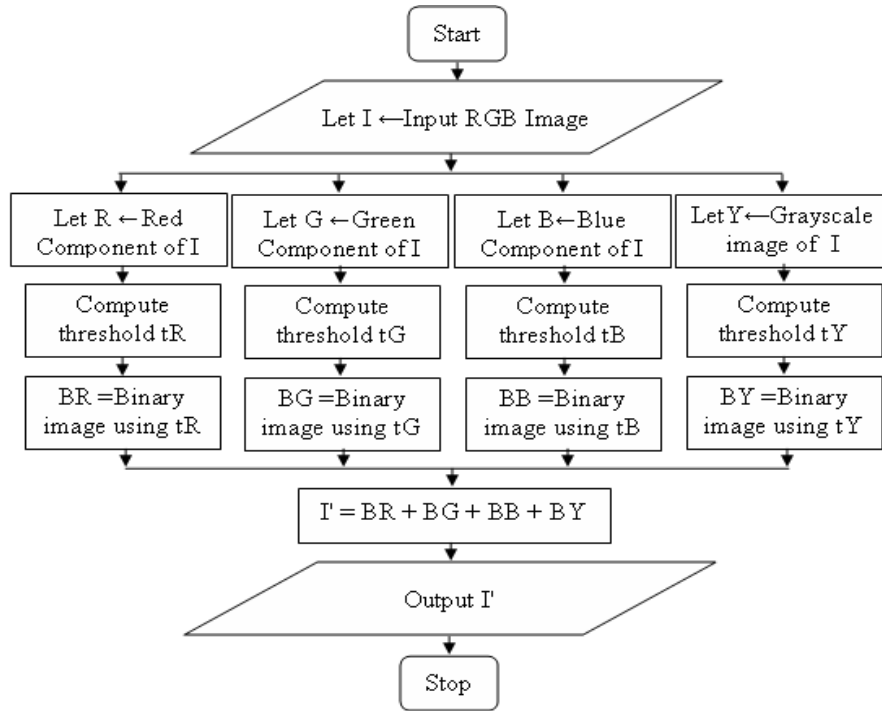 Start
Let I ←Input RGB Image
Let R ←Red
Component of I
Let G ←Green
Component of I
Let B←Blue
Component of I
Let Y←Grayscale
image of I
Compute
threshold tR
Compute
threshold tG
Compute
threshold tB
Compute
threshold tY
BR =Binary
image using tR
BG =Binary
image using tG
BB =Binary
image using tB
BY =Binary
image using tY
I' = BR + BG + BB + BY
Output I'
Stop